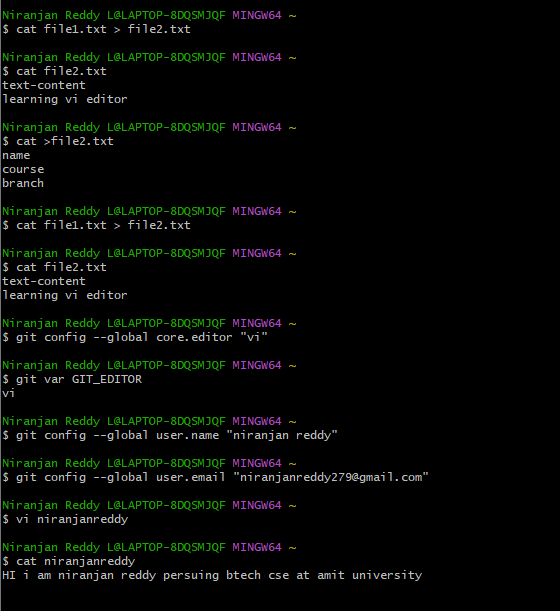 Niranjan Reddy L@LAPTOP-8DQSMJQF MINGW64 ~
$ cat file1.txt > file2.txt
Niranjan Reddy L@LAPTOP-8DQSMJQF MINGW64 ~
$ cat file2.txt
text-content
learning vi editor
Niranjan Reddy L@LAPTOP-8DQSMJQF MINGW64 ~
$ cat >file2.txt
name
course
branch
Niranjan Reddy L@LAPTOP-8DQSMJQF MINGW64 ~
$ cat file1.txt > file2.txt
Niranjan Reddy L@LAPTOP-8DQSMJQF MINGW64 ~
$ cat file2.txt
text-content
learning vi editor
Niranjan Reddy L@LAPTOP-8DQSMJQF MINGW64 ~
$ git config --global core.editor "vi"
Niranjan Reddy L@LAPTOP-8DQSMJQF MINGW64 ~
$ git var GIT_EDITOR
vi
Niranjan Reddy L@LAPTOP-8DQSMJQF MINGW64 ~
$ git config --global user.name "niranjan reddy"
Niranjan Reddy L@LAPTOP-8DQSMJQF MINGW64 ~
$ git config --global user.email "niranjanreddy279@gmail.com"
Niranjan Reddy L@LAPTOP-8DQSMJQF MINGW64 ~
$ vi niranjanreddy
Niranjan Reddy L@LAPTOP-8DQSMJQF MINGW64 ~
$ cat niranjanreddy
HI i am niranjan reddy persuing btech cse at amit university